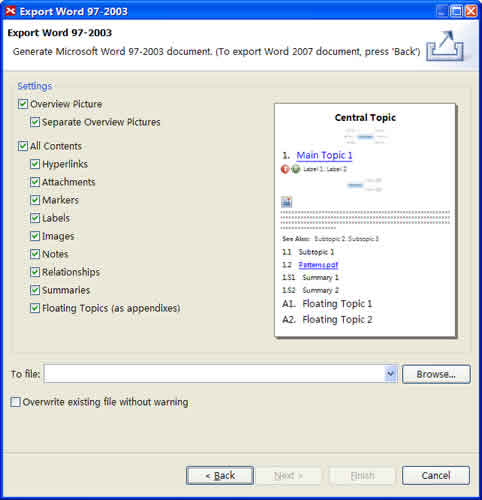 Export Word 97-2003
Export Word 97-2003
Generate Microsoft Word 97-2003 document. (To export Word 2007 document, press 'Back')
Settings
Overview Picture
Separate Overview Pictures
All Contents
Hyperlinks
Attachments
Markers
Labels
Images
Notes
Relationships
Summaries
Floating Topics (as appendixes)
Central Topic
1. Main Topic 1
Label 1, Label 2
See Also: Subtopic 2, Subtopic 3
1.1 Subtopic 1
1.2 Patterns.pdf
1.S1 Summary 1
1.S2 Summary 2
A1. Floating Topic 1
A2. Floating Topic 2
To file:
Browse...
Overwrite existing file without warning
< Back
Next >
Finish
Cancel